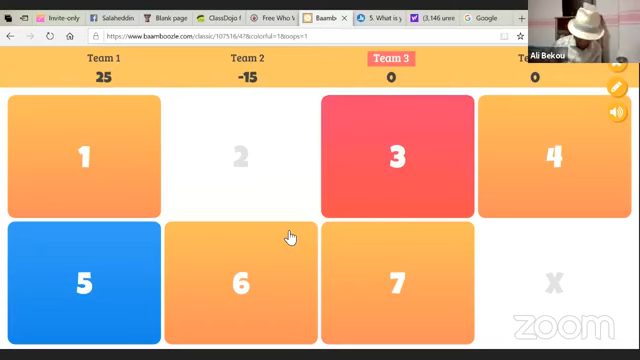 Invite-only
Salaheddin
Blank page
ClassDojo f
Free Who V
Baamb
5. What is y
(3,146 unre
Google
https://www.baamboozle.com/classic/107516/4?&colorful=1&oops=1
Team 1
Team 2
Team 3
25
-15
0
0
Ali Bekou
1
2
3
4
5
6
7
X
zoom